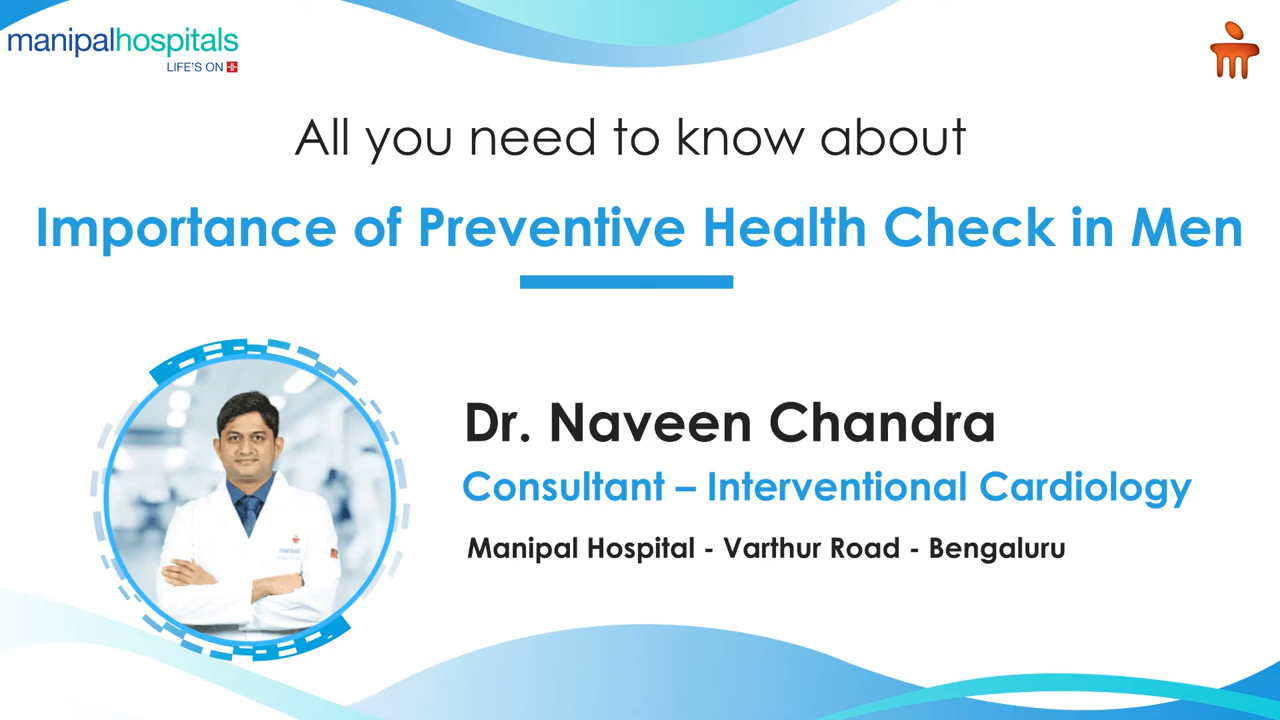 manipalhospitals
LIFE'S ON
All you need to know about
Importance of Preventive Health Check in Men
Dr. Naveen Chandra
Consultant – Interventional Cardiology
Manipal Hospital - Varthur Road - Bengaluru